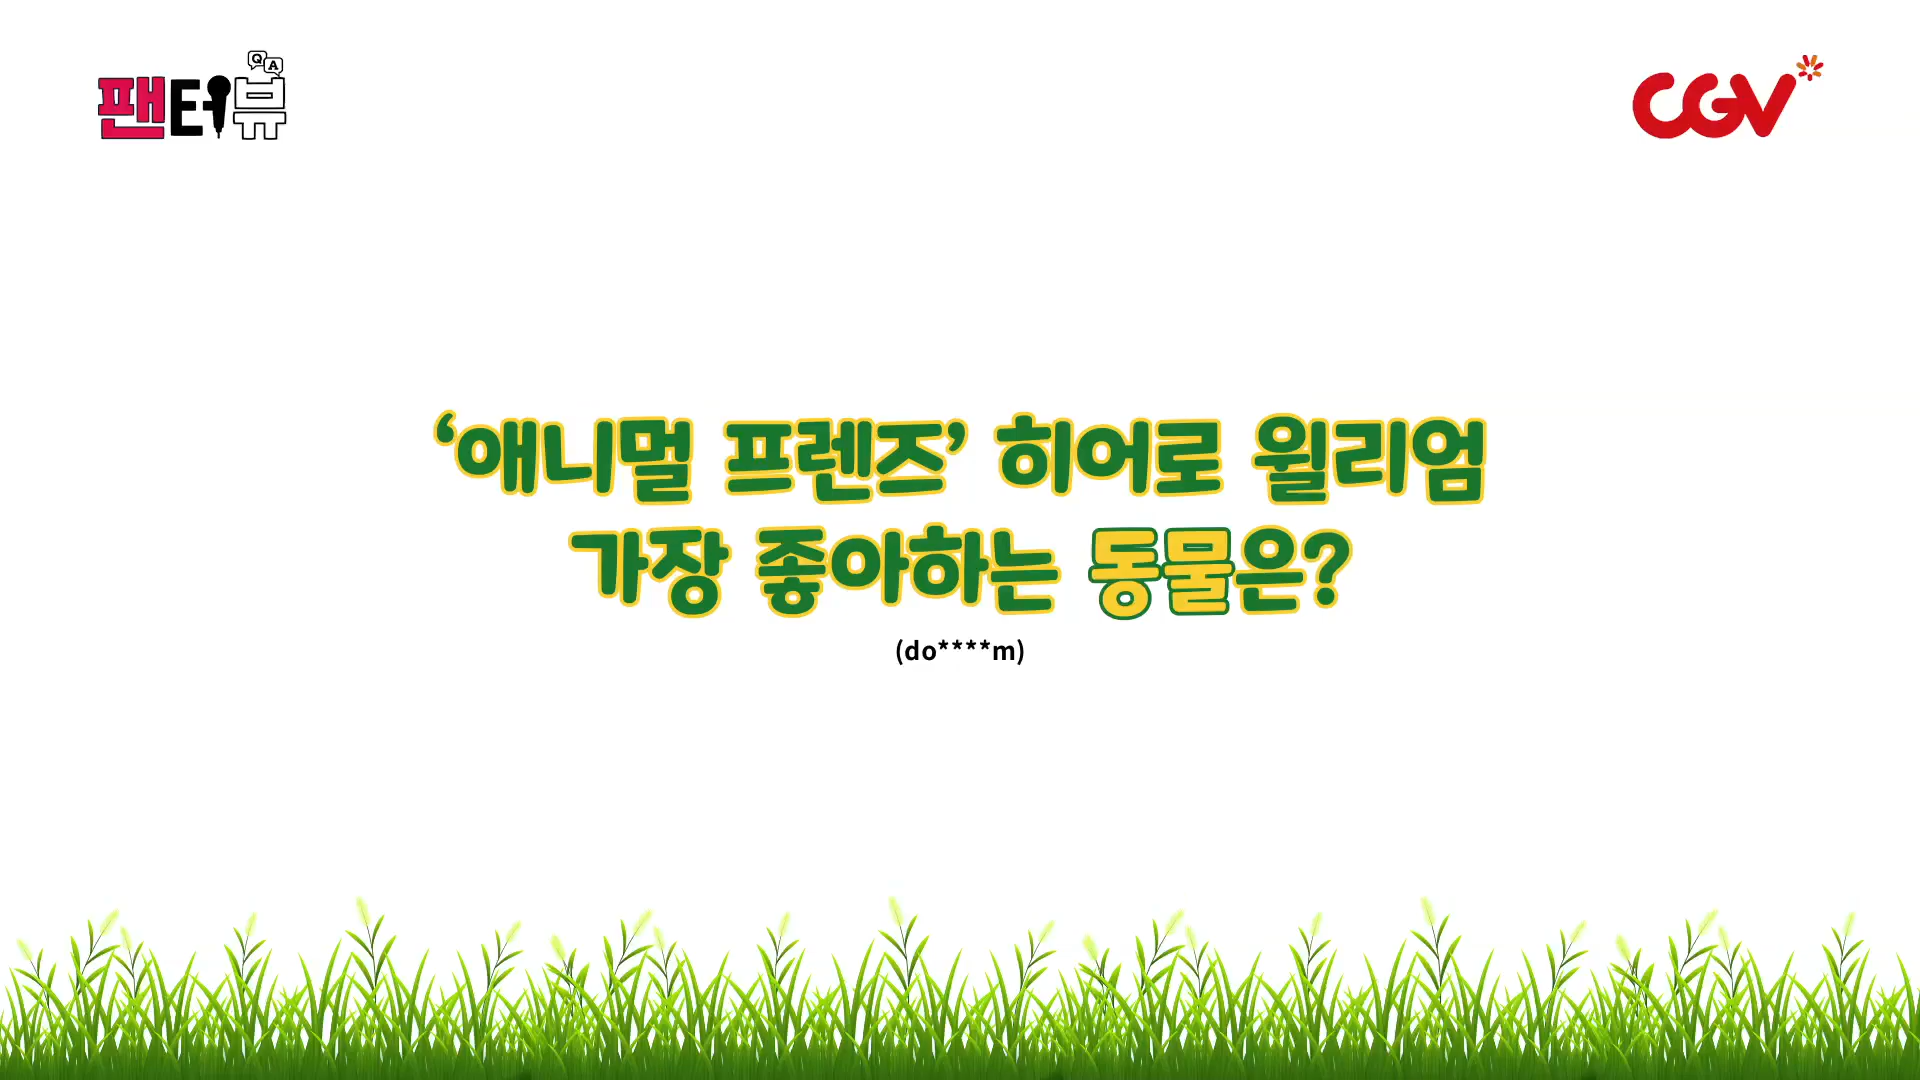 팬터뷰
Q A
CGV
‘애니멀 프렌즈’ 히어로 윌리엄
가장 좋아하는 동물은?
(do****m)